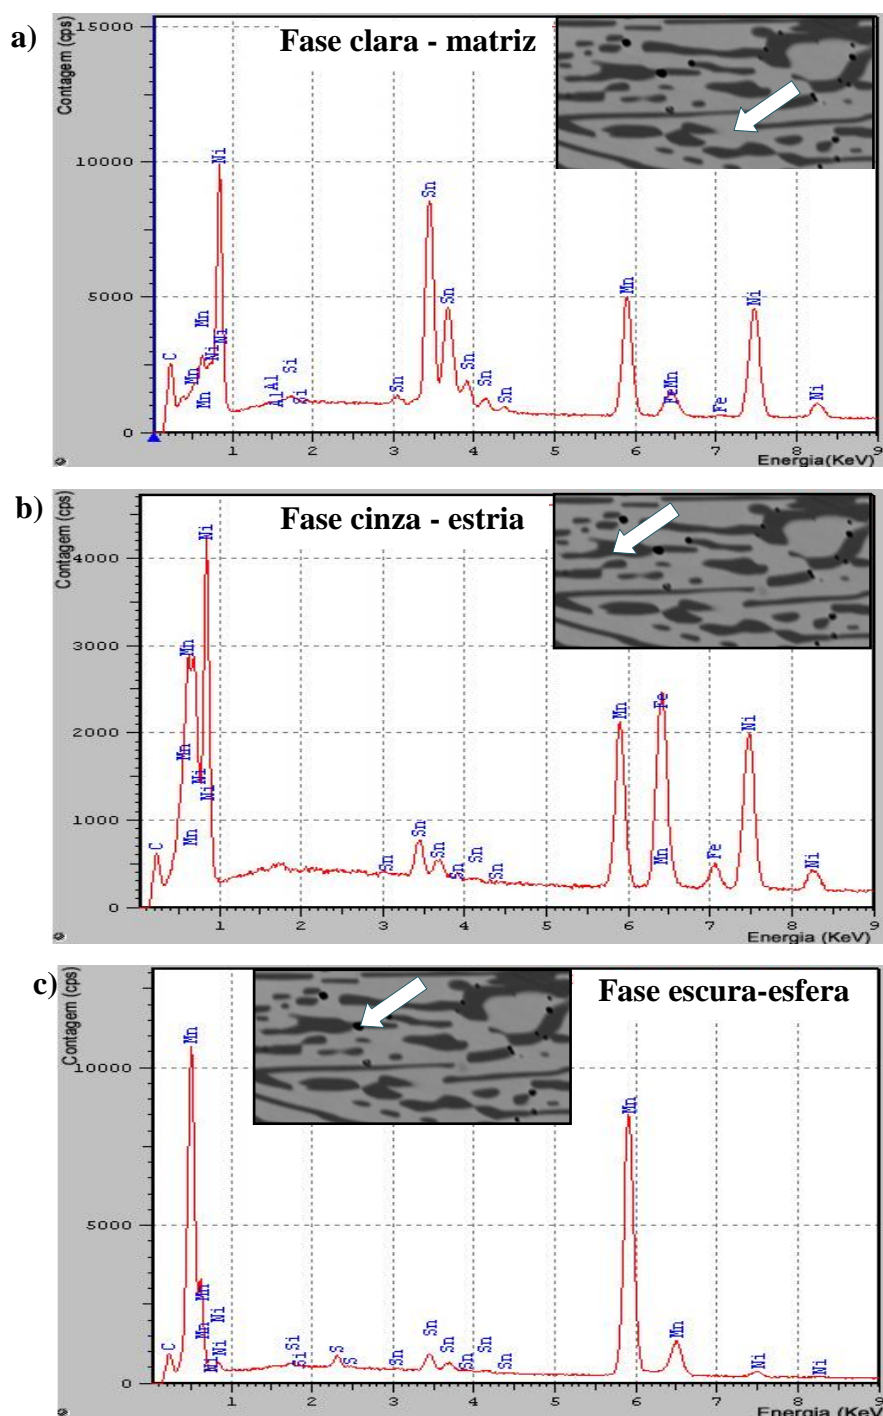 a)
Fase clara - matriz
Contagem (cps)
15000
10000
5000
0
C
Mn
Mn
Mn
Ni
Ni
Ni
Al
Al
Si
Si
Sn
Sn
Sn
Sn
Sn
Sn
Mn
FeMn
Fe
Ni
Ni
1 2 3 4 5 6 7 8 9
Energia(KeV)
b)
Fase cinza - estria
Contagem (cps)
4000
3000
2000
1000
0
C
Mn
Mn
Mn
Ni
Ni
Ni
Sn
Sn
Sn
Sn
Sn
Sn
Mn
Fe
Mn
Fe
Ni
Ni
1 2 3 4 5 6 7 8 9
Energia (KeV)
c)
Fase escura-esfera
Contagem (cps)
10000
5000
0
C
Mn
Mn
Mn
Ni
Ni
Ni
Si
Si
S
S
Sn
Sn
Sn
Sn
Sn
Sn
Mn
Mn
Ni
Ni
1 2 3 4 5 6 7 8 9
Energia (KeV)